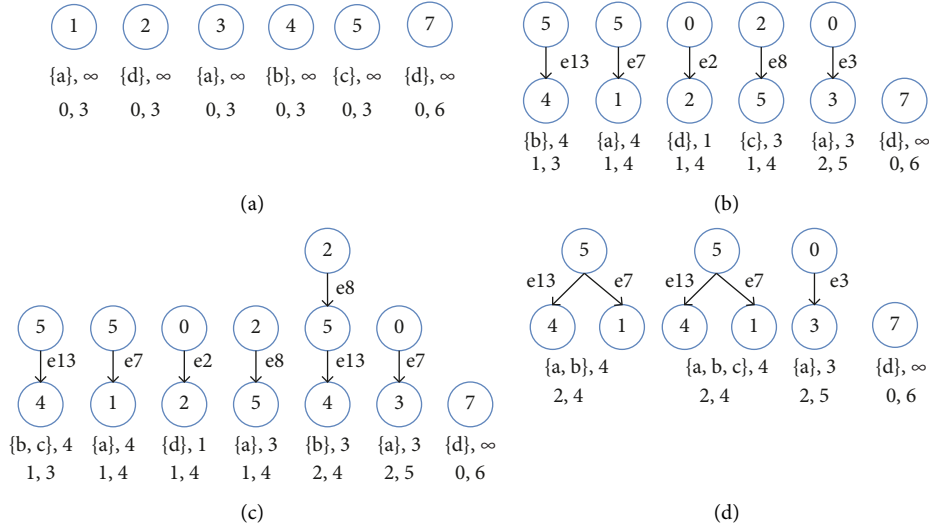 1 2 3 4 5 7
{a}, ∞ {d}, ∞ {a}, ∞ {b}, ∞ {c}, ∞ {d}, ∞
0, 3 0, 3 0, 3 0, 3 0, 3 0, 6
(a)
5 5 0 2 0
e13 e7 e2 e8 e3
4 1 2 5 3 7
{b}, 4 {a}, 4 {d}, 1 {c}, 3 {a}, 3 {d}, ∞
1, 3 1, 4 1, 4 1, 4 2, 5 0, 6
(b)
2
e8
5 5 0 2 5 0
e13 e7 e2 e8 e13 e7
4 1 2 5 4 3 7
{b, c}, 4 {a}, 4 {d}, 1 {a}, 3 {b}, 3 {a}, 3 {d}, ∞
1, 3 1, 4 1, 4 1, 4 2, 4 2, 5 0, 6
(c)
5 5 0
e13 e7 e13 e7 e3
4 1 4 1 3 7
{a, b}, 4 {a, b, c}, 4 {a}, 3 {d}, ∞
2, 4 2, 4 2, 5 0, 6
(d)